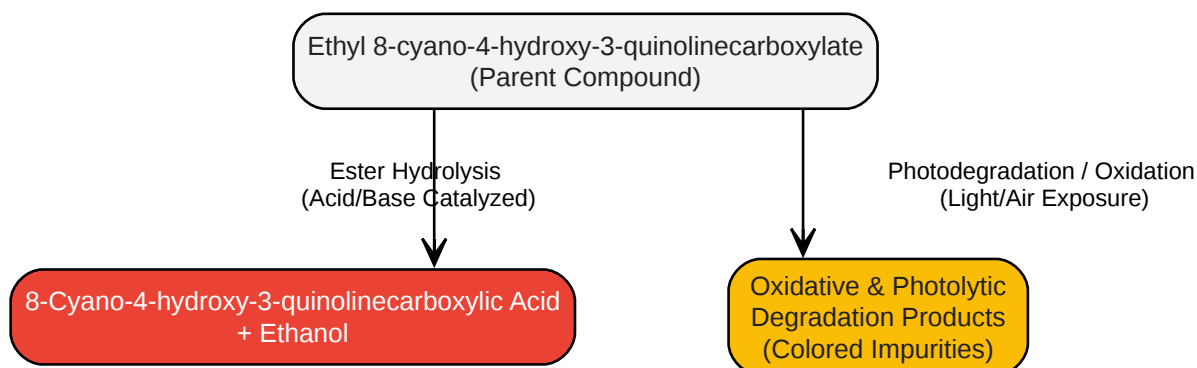 Ethyl 8-cyano-4-hydroxy-3-quinolinecarboxylate
(Parent Compound)
Ester Hydrolysis
(Acid/Base Catalyzed)
Photodegradation / Oxidation
(Light/Air Exposure)
8-Cyano-4-hydroxy-3-quinolinecarboxylic Acid
+ Ethanol
Oxidative & Photolytic
Degradation Products
(Colored Impurities)